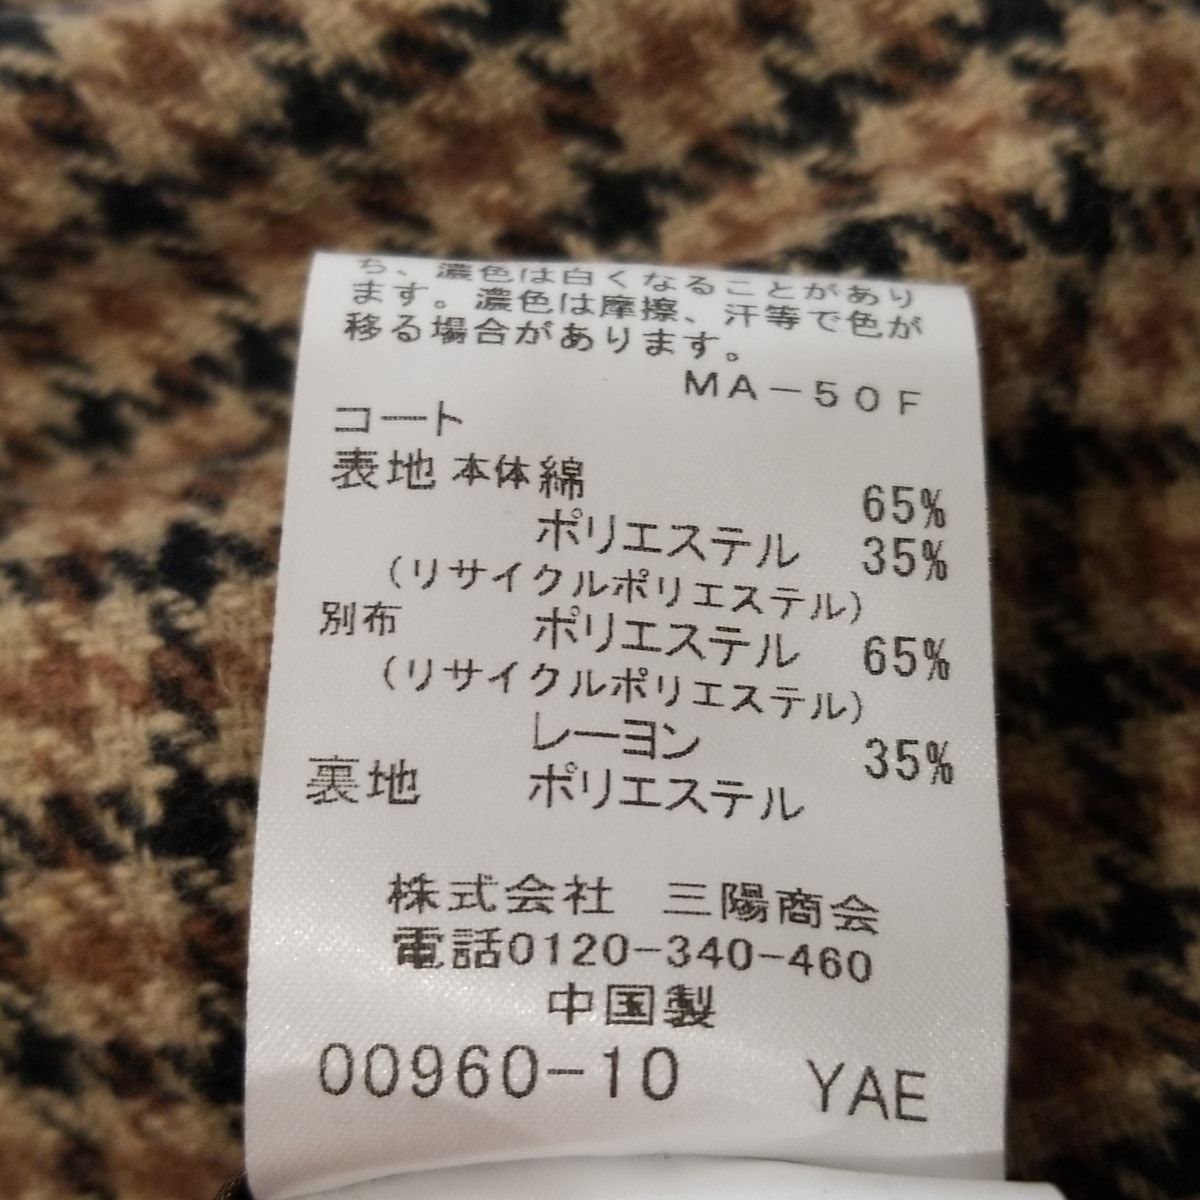 ち、濃色は白くなることがあり
ます。濃色は摩擦、汗等で色が
移る場合があります。
MA-50F
コート
表地 本体 綿 65%
ポリエステル 35%
(リサイクルポリエステル)
別布 ポリエステル 65%
(リサイクルポリエステル)
レーヨン 35%
裏地 ポリエステル
株式会社 三陽商会
電話0120-340-460
中国製
00960-10 YAE